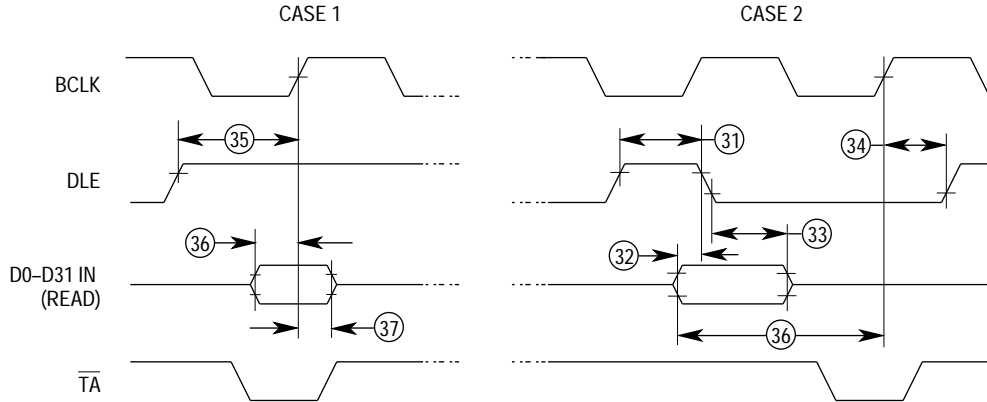 CASE 1
CASE 2
BCLK
35
31
34
DLE
36
33
32
D0–D31 IN
(READ)
37
36
TA